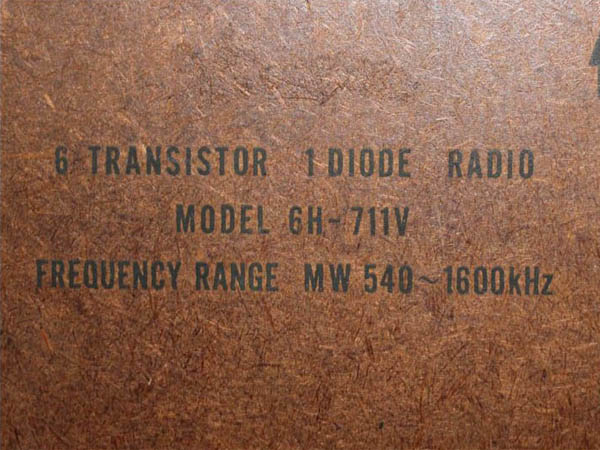 6 TRANSISTOR 1 DIODE RADIO
MODEL 6H-711V
FREQUENCY RANGE MW 540~1600kHz